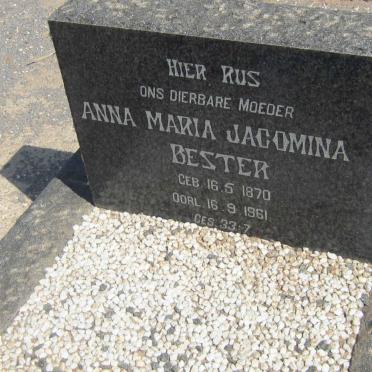 HIER RUS
ONS DIERBARE MOEDER
ANNA MARIA JACOMINA
BESTER
GEB. 16.5 1870
OORL. 16.9.1961
GES. 33:7